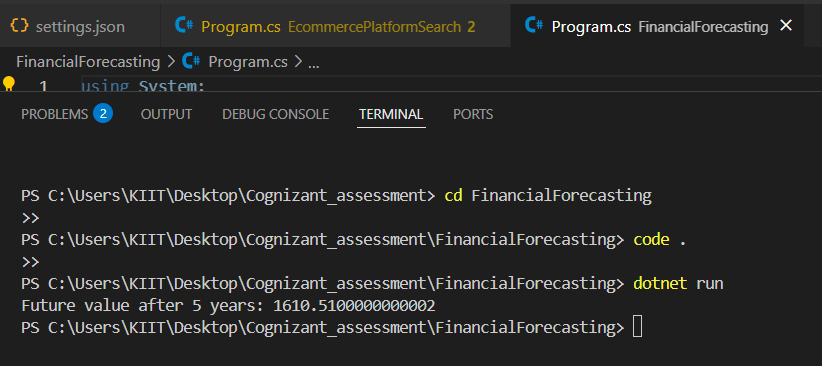 settings.json Program.cs EcommercePlatformSearch 2 Program.cs FinancialForecasting
FinancialForecasting > Program.cs > ...
1 using System;
PROBLEMS 2 OUTPUT DEBUG CONSOLE TERMINAL PORTS
PS C:\Users\KIIT\Desktop\Cognizant_assessment> cd FinancialForecasting
>>
PS C:\Users\KIIT\Desktop\Cognizant_assessment\FinancialForecasting> code .
>>
PS C:\Users\KIIT\Desktop\Cognizant_assessment\FinancialForecasting> dotnet run
Future value after 5 years: 1610.5100000000002
PS C:\Users\KIIT\Desktop\Cognizant_assessment\FinancialForecasting>